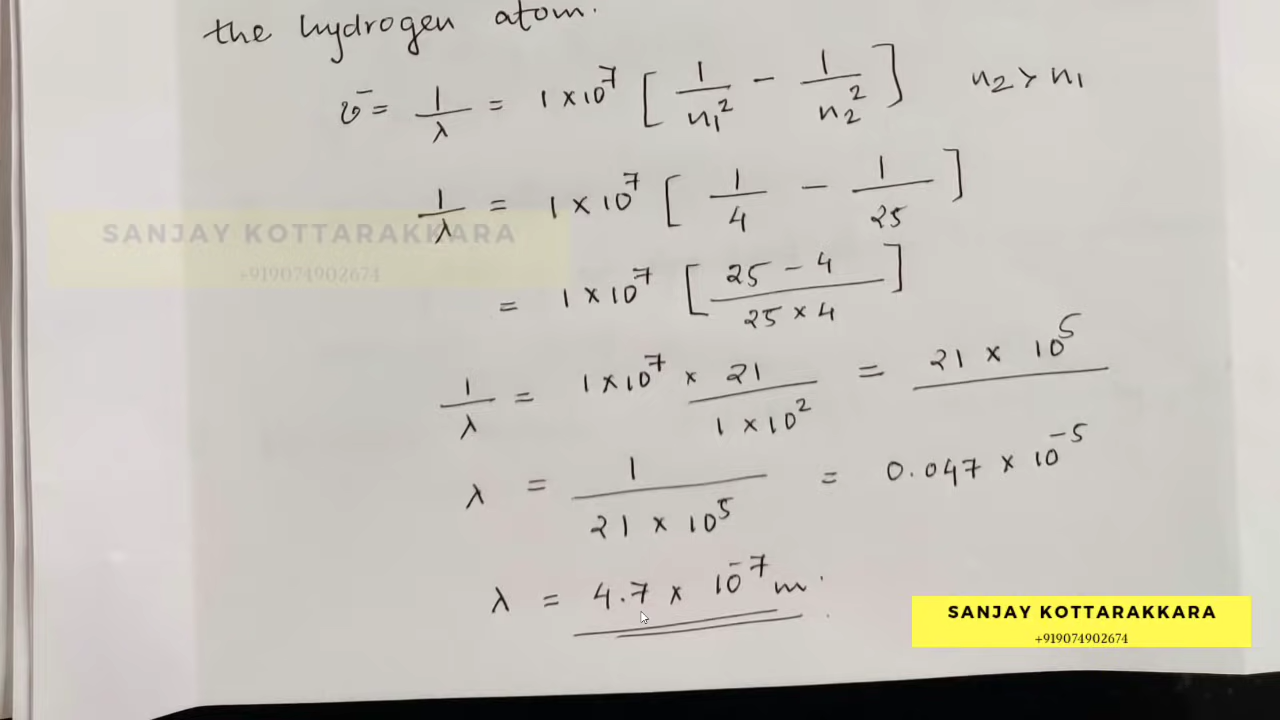 the hydrogen atom.
ν̄ = 1/λ = 1 × 10⁷ [ 1/n₁² − 1/n₂² ] n₂ > n₁
1/λ = 1 × 10⁷ [ 1/4 − 1/25 ]
SANJAY KOTTARAKKARA
+919074902674
= 1 × 10⁷ [ (25 − 4)/(25 × 4) ]
1/λ = 1 × 10⁷ × 21/(1 × 10²) = 21 × 10⁵
λ = 1/(21 × 10⁵) = 0.047 × 10⁻⁵
λ = 4.7 × 10⁻⁷ m.
SANJAY KOTTARAKKARA
+919074902674